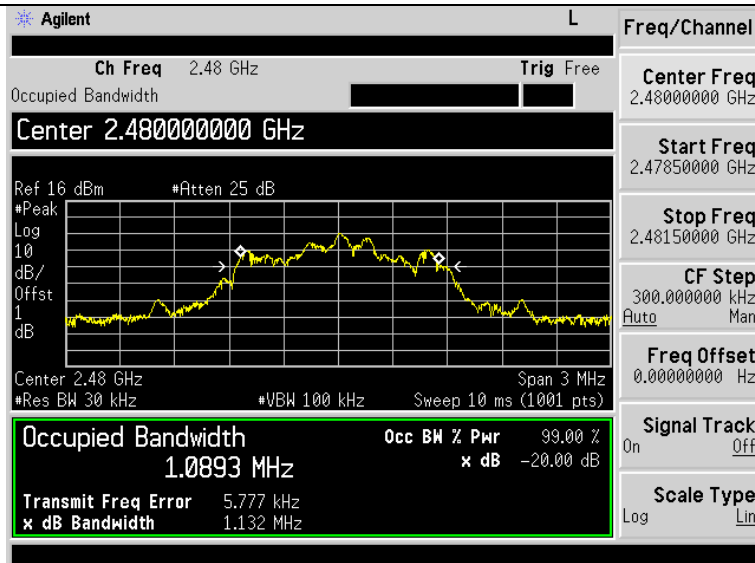 Agilent L
Ch Freq 2.48 GHz Trig Free
Occupied Bandwidth
Center 2.480000000 GHz
Ref 16 dBm #Atten 25 dB
#Peak
Log
10
dB/
Offst
1
dB
Center 2.48 GHz Span 3 MHz
#Res BW 30 kHz #VBW 100 kHz Sweep 10 ms (1001 pts)
Occupied Bandwidth Occ BW % Pwr 99.00 %
1.0893 MHz x dB -20.00 dB
Transmit Freq Error 5.777 kHz
x dB Bandwidth 1.132 MHz
Freq/Channel
Center Freq
2.48000000 GHz
Start Freq
2.47850000 GHz
Stop Freq
2.48150000 GHz
CF Step
300.000000 kHz
Auto Man
Freq Offset
0.00000000 Hz
Signal Track
On Off
Scale Type
Log Lin